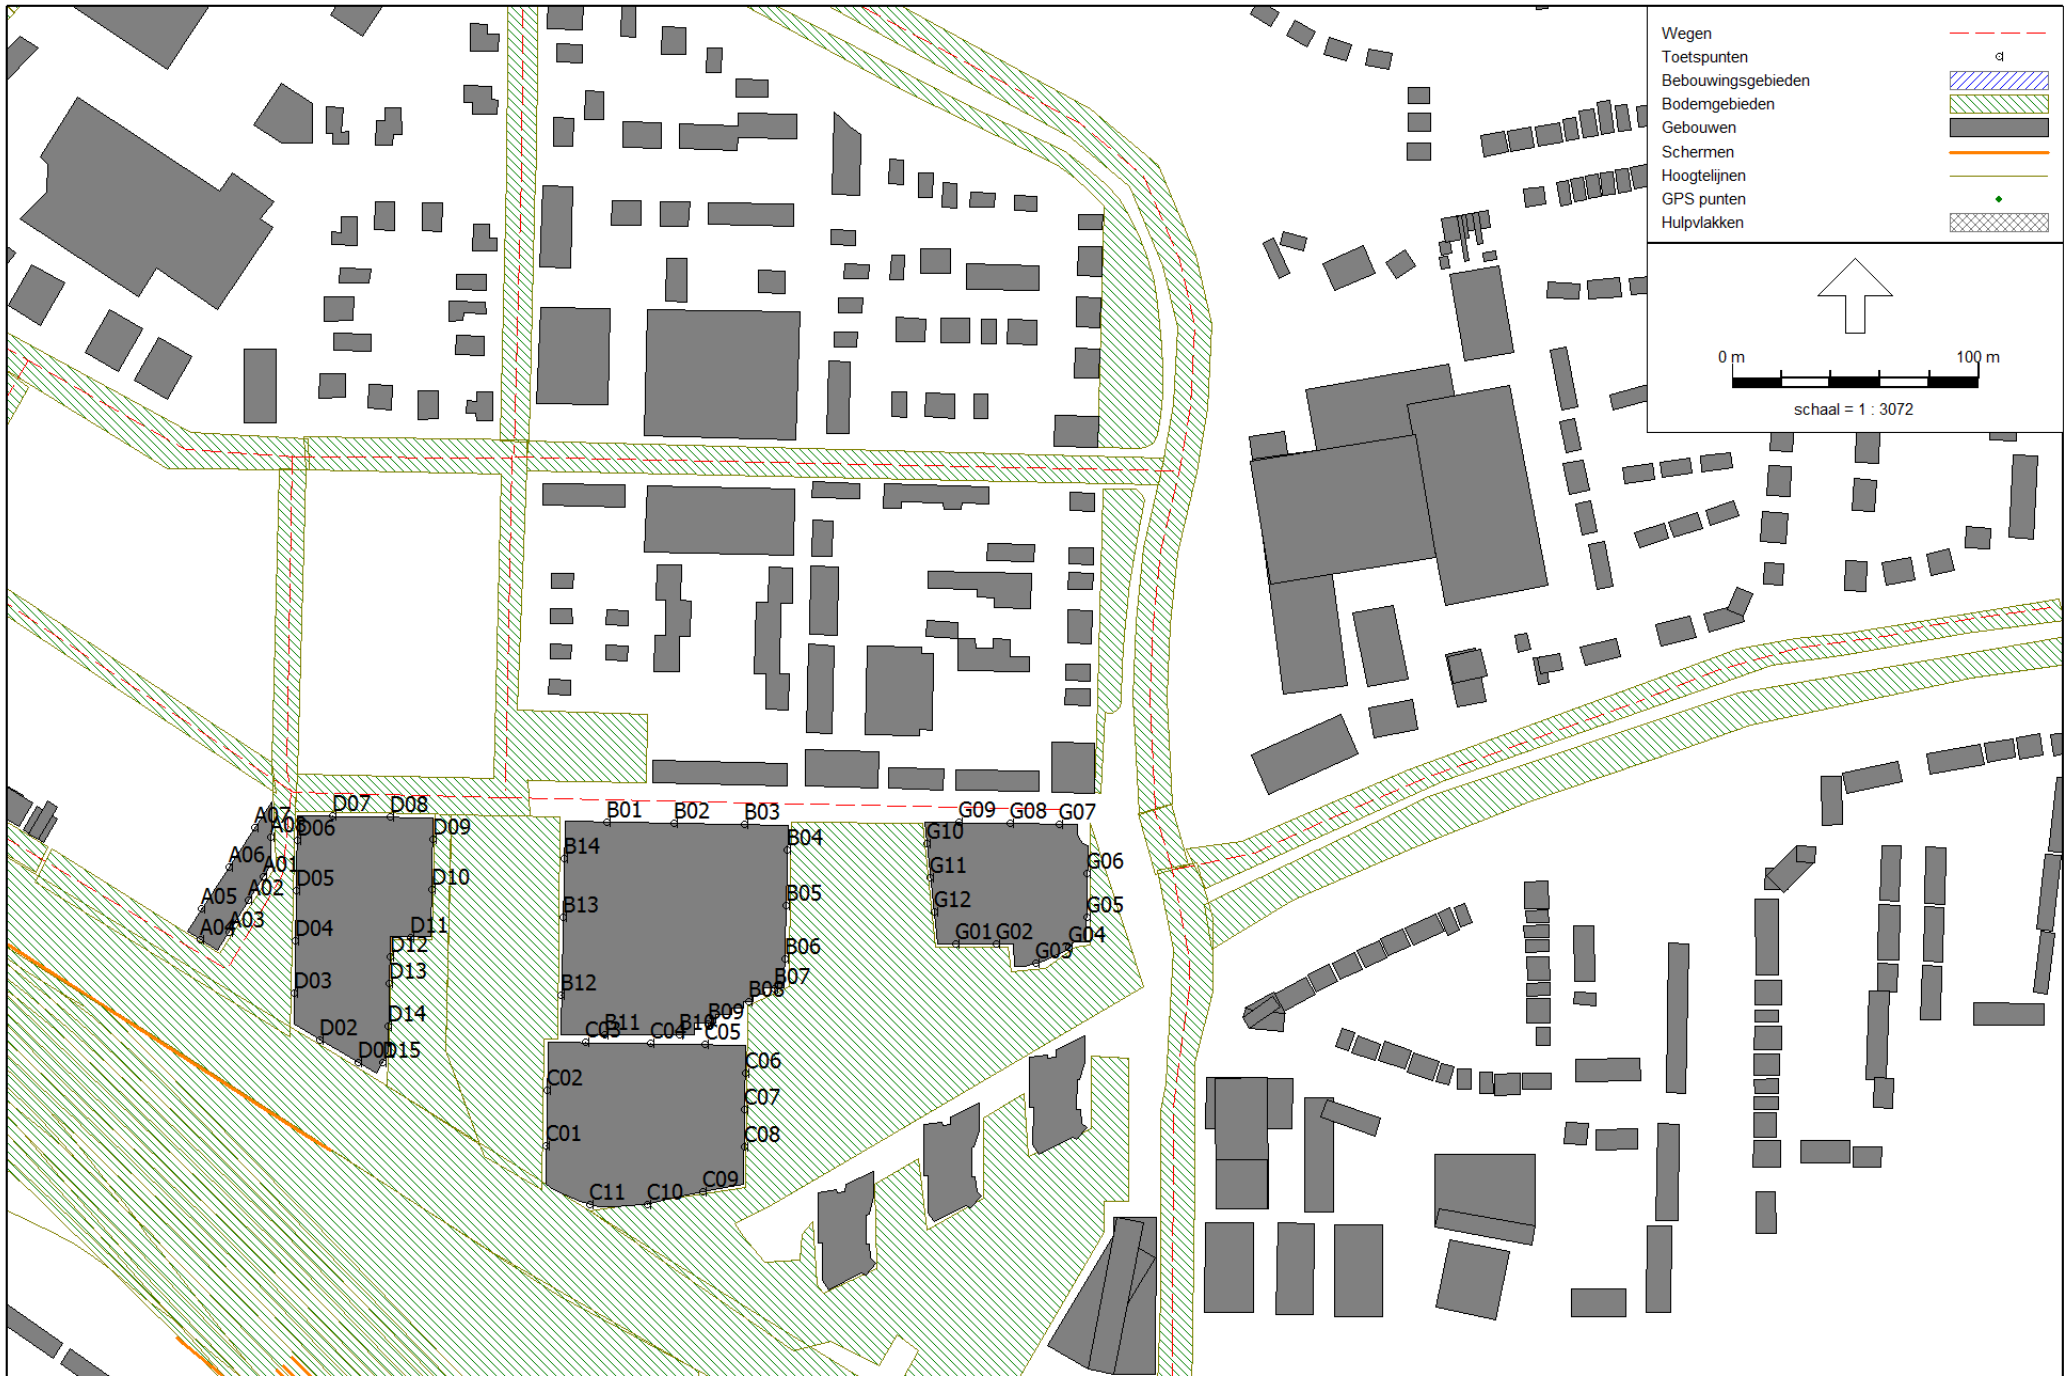 Wegen
Toetspunten
Bebouwingsgebieden
Bodemgebieden
Gebouwen
Schermen
Hoogtelijnen
GPS punten
Hulpvlakken
0 m 100 m
schaal = 1 : 3072
D07 D08
B01 B02 B03
G09 G08 G07
A07 A08 D06 D09
B14 B04
G10
A06 A01 D05 D10
G11 G06
A05 A02
B13 B05
G12 G05
A04 A03 D04 D11
D12
B06
G01 G02 G04
G03
D03 D13
B12 B07
B08
D14 B09
D02 B11 B10
C03 C04 C05
D01 D15
C02 C06
C07
C01 C08
C11 C10 C09